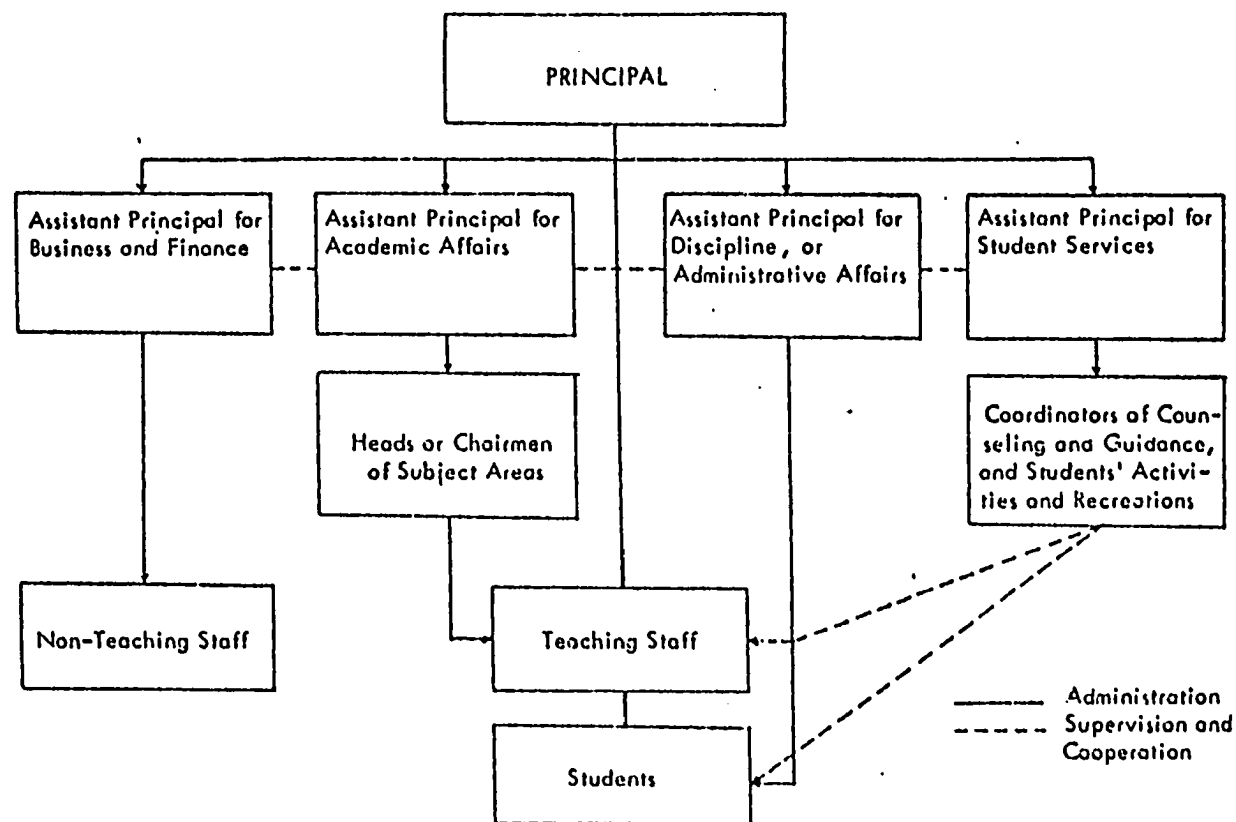 PRINCIPAL
Assistant Principal for
Business and Finance
Assistant Principal for
Academic Affairs
Assistant Principal for
Discipline, or
Administrative Affairs
Assistant Principal for
Student Services
Heads or Chairmen
of Subject Areas
Coordinators of Coun-
seling and Guidance,
and Students' Activi-
ties and Recreations
Non-Teaching Staff
Teaching Staff
Students
Administration
Supervision and
Cooperation